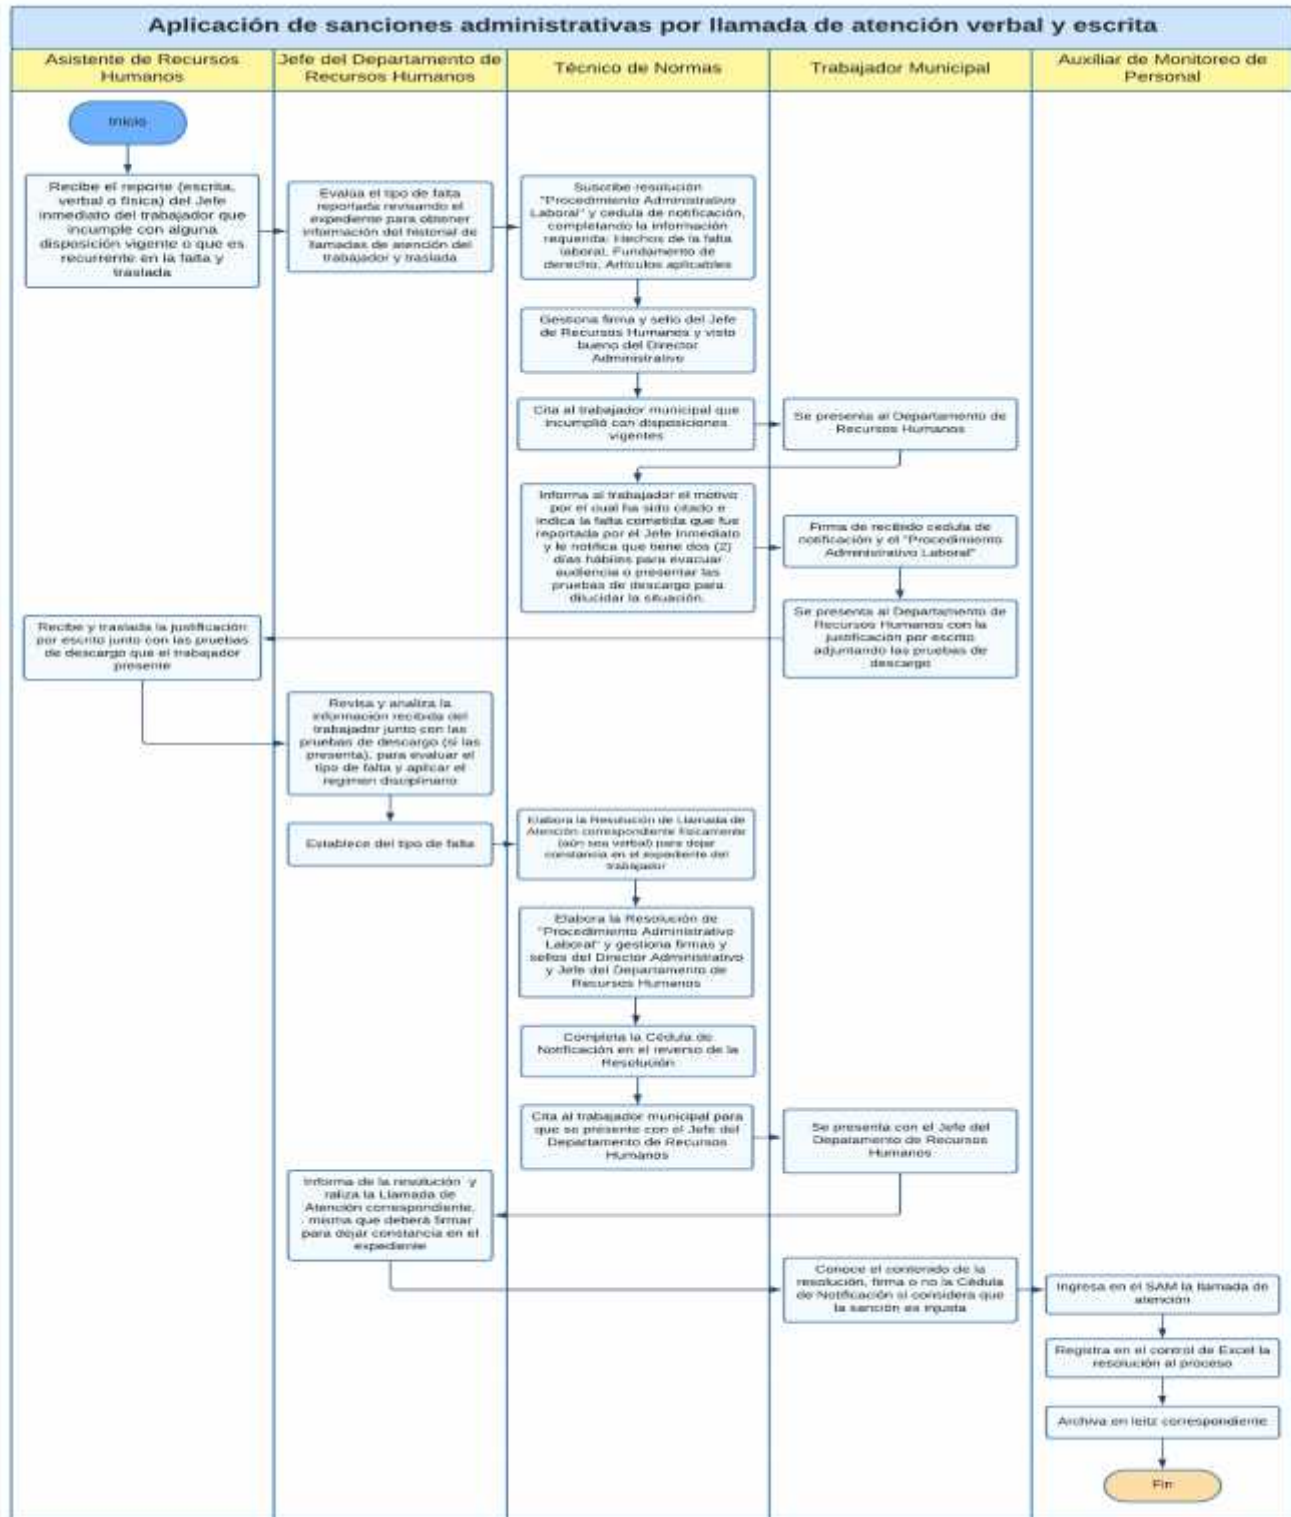 Aplicación de sanciones administrativas por llamada de atención verbal y escrita
Asistente de Recursos
Humanos
Jefe del Departamento de
Recursos Humanos
Técnico de Normas
Trabajador Municipal
Auxiliar de Monitoreo de
Personal
Inicio
Recibe el reporte (escrita,
verbal o física) del Jefe
inmediato del trabajador que
incumple con alguna
disposición vigente o que es
recurrente en la falta y
traslada
Evalúa el tipo de falta
reportada revisando el
expediente para obtener
información del historial de
llamadas de atención del
trabajador y traslada
Suscribe resolución
"Procedimiento Administrativo
Laboral" y cedula de notificación,
completando la información
requerida: Hechos de la falta
laboral, Fundamento de
derecho, Artículos aplicables
Gestiona firma y sello del Jefe
de Recursos Humanos y visto
bueno del Director
Administrativo
Cita al trabajador municipal que
incumplió con disposiciones
vigentes
Se presenta al Departamento de
Recursos Humanos
Informa al trabajador el motivo
por el cual ha sido citado e
indica la falta cometida que fue
reportada por el Jefe Inmediato
y le notifica que tiene dos (2)
días hábiles para evacuar
audiencia o presentar las
pruebas de descargo para
dilucidar la situación.
Firma de recibido cedula de
notificación y el "Procedimiento
Administrativo Laboral"
Se presenta al Departamento de
Recursos Humanos con la
justificación por escrito
adjuntando las pruebas de
descargo
Recibe y traslada la justificación
por escrito junto con las pruebas
de descargo que el trabajador
presente
Revisa y analiza la
información recibida del
trabajador junto con las
pruebas de descargo (si las
presenta), para evaluar el
tipo de falta y aplicar el
regimen disciplinario
Establece del tipo de falta
Elabora la Resolución de Llamada de
Atención correspondiente físicamente
(aún sea verbal) para dejar
constancia en el expediente del
trabajador
Elabora la Resolución de
"Procedimiento Administrativo
Laboral" y gestiona firmas y
sellos del Director Administrativo
y Jefe del Departamento de
Recursos Humanos
Completa la Cédula de
Notificación en el reverso de la
Resolución
Cita al trabajador municipal para
que se presente con el Jefe del
Departamento de Recursos
Humanos
Se presenta con el Jefe del
Depatamento de Recursos
Humanos
Informa de la resolución y
raliza la Llamada de
Atención correspondiente,
misma que deberá firmar
para dejar constancia en el
expediente
Conoce el contenido de la
resolución, firma o no la Cédula
de Notificación si considera que
la sanción es injusta
Ingresa en el SAM la llamada de
atención
Registra en el control de Excel la
resolución al proceso
Archiva en leitz correspondiente
Fin